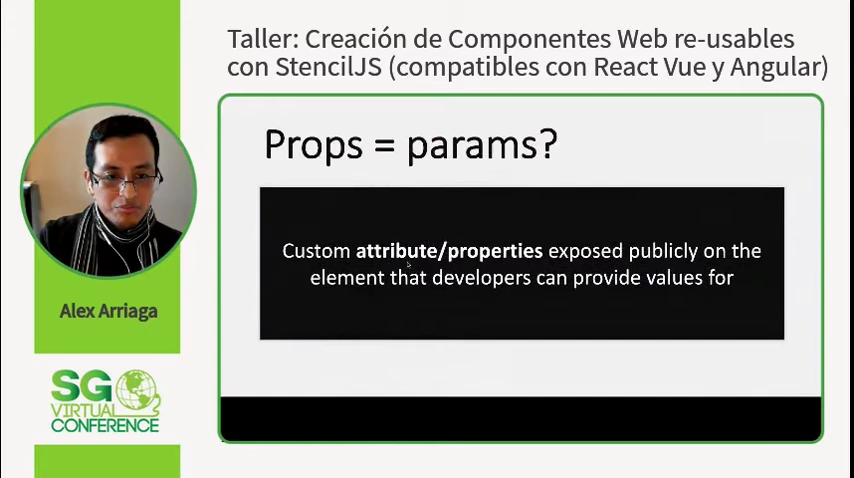 Taller: Creación de Componentes Web re-usables
con StencilJS (compatibles con React Vue y Angular)
Props = params?
Custom attribute/properties exposed publicly on the
element that developers can provide values for
Alex Arriaga
SG
VIRTUAL
CONFERENCE